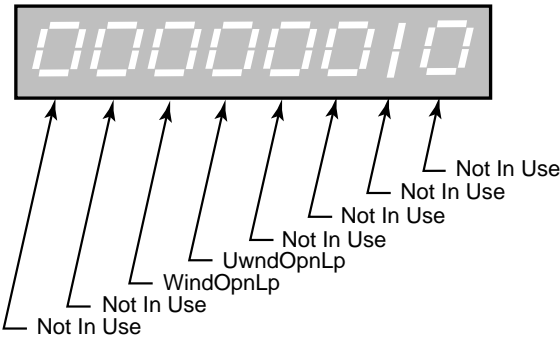 00000010
Not In Use
Not In Use
Not In Use
Not In Use
UwndOpnLp
WindOpnLp
Not In Use
Not In Use